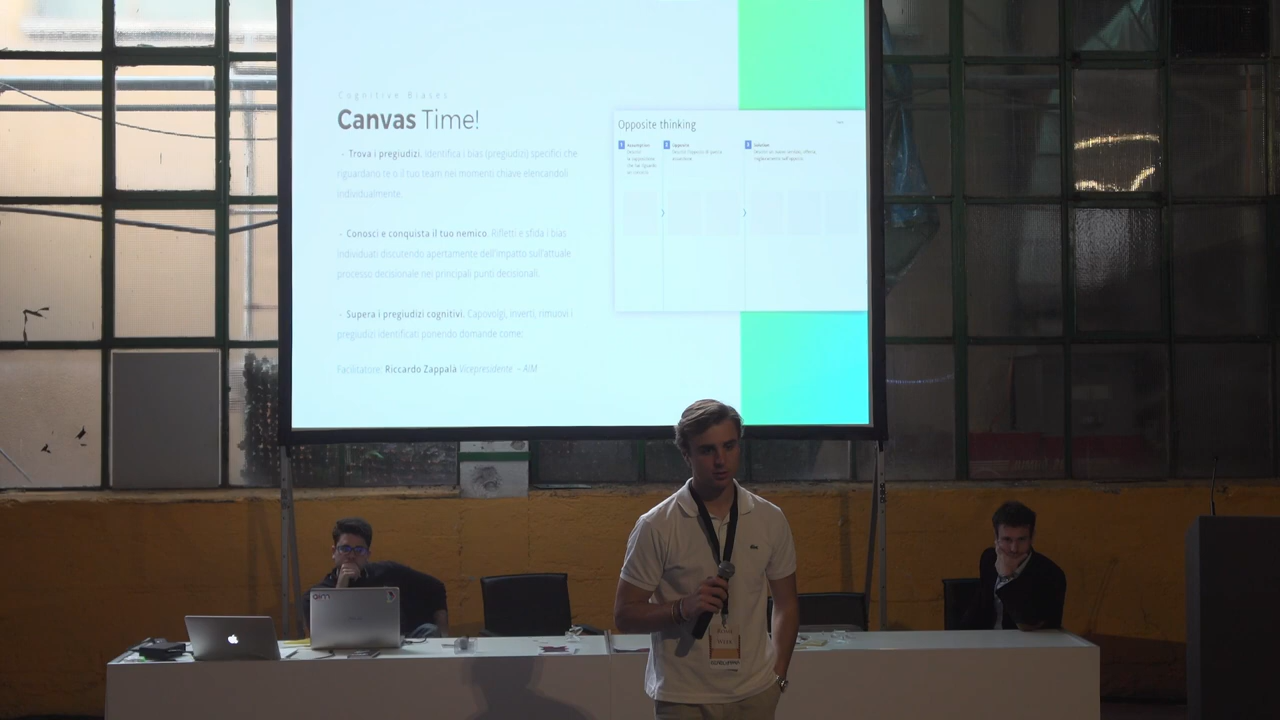 Cognitive Biases
Canvas Time!
- Trova i pregiudizi, identifica i bias (pregiudizi) specifici che
riguardano te o il tuo team nei momenti chiave elencandoli
individualmente.
- Conosci e conquista il tuo nemico. Rifletti e sfida i bias
individuati discutendo apertamente dell'impatto sull'attuale
processo decisionale nei principali punti decisionali.
- Supera i pregiudizi cognitivi. Capovolgi, inverti, rimuovi i
pregiudizi identificati ponendo domande come:
Facilitatore: Riccardo Zappalà Vicepresidente - AIM
Opposite thinking
1 Assumption
2 Opposite
3 Solution